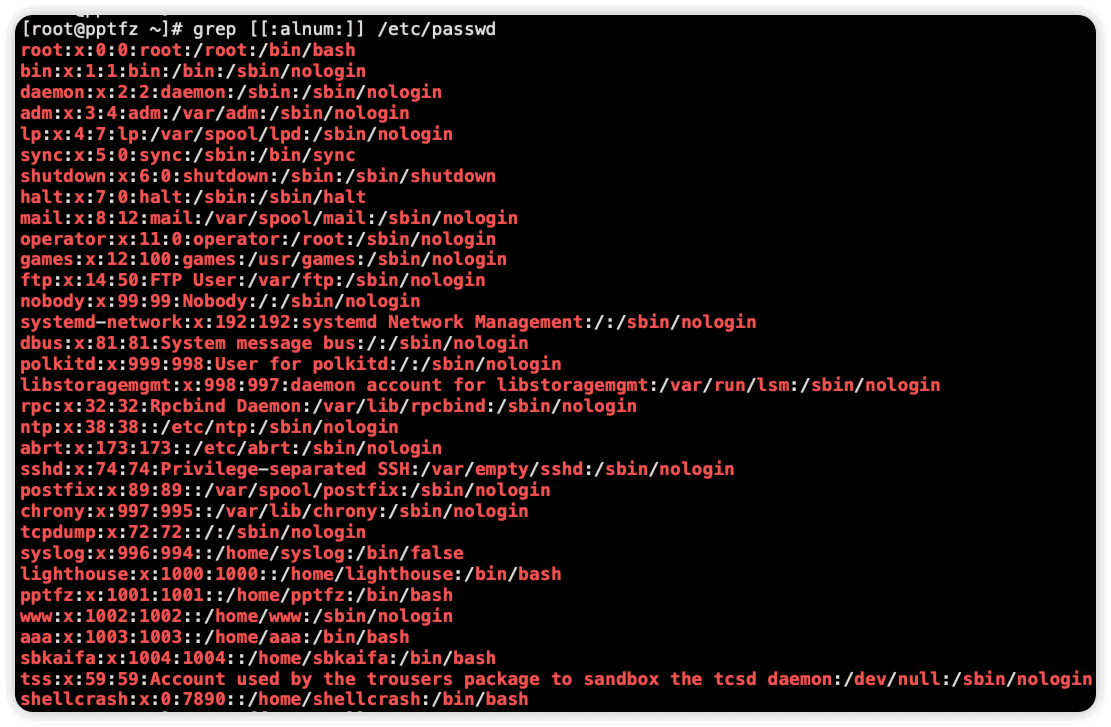 [root@pptfz ~]# grep [[:alnum:]] /etc/passwd
root:x:0:0:root:/root:/bin/bash
bin:x:1:1:bin:/bin:/sbin/nologin
daemon:x:2:2:daemon:/sbin:/sbin/nologin
adm:x:3:4:adm:/var/adm:/sbin/nologin
lp:x:4:7:lp:/var/spool/lpd:/sbin/nologin
sync:x:5:0:sync:/sbin:/bin/sync
shutdown:x:6:0:shutdown:/sbin:/sbin/shutdown
halt:x:7:0:halt:/sbin:/sbin/halt
mail:x:8:12:mail:/var/spool/mail:/sbin/nologin
operator:x:11:0:operator:/root:/sbin/nologin
games:x:12:100:games:/usr/games:/sbin/nologin
ftp:x:14:50:FTP User:/var/ftp:/sbin/nologin
nobody:x:99:99:Nobody:/:/sbin/nologin
systemd-network:x:192:192:systemd Network Management:/:/sbin/nologin
dbus:x:81:81:System message bus:/:/sbin/nologin
polkitd:x:999:998:User for polkitd:/:/sbin/nologin
libstoragemgmt:x:998:997:daemon account for libstoragemgmt:/var/run/lsm:/sbin/nologin
rpc:x:32:32:Rpcbind Daemon:/var/lib/rpcbind:/sbin/nologin
ntp:x:38:38::/etc/ntp:/sbin/nologin
abrt:x:173:173::/etc/abrt:/sbin/nologin
sshd:x:74:74:Privilege-separated SSH:/var/empty/sshd:/sbin/nologin
postfix:x:89:89::/var/spool/postfix:/sbin/nologin
chrony:x:997:995::/var/lib/chrony:/sbin/nologin
tcpdump:x:72:72::/:/sbin/nologin
syslog:x:996:994::/home/syslog:/bin/false
lighthouse:x:1000:1000::/home/lighthouse:/bin/bash
pptfz:x:1001:1001::/home/pptfz:/bin/bash
www:x:1002:1002::/home/www:/sbin/nologin
aaa:x:1003:1003::/home/aaa:/bin/bash
sbkaifa:x:1004:1004::/home/sbkaifa:/bin/bash
tss:x:59:59:Account used by the trousers package to sandbox the tcsd daemon:/dev/null:/sbin/nologin
shellcrash:x:0:7890::/home/shellcrash:/bin/bash